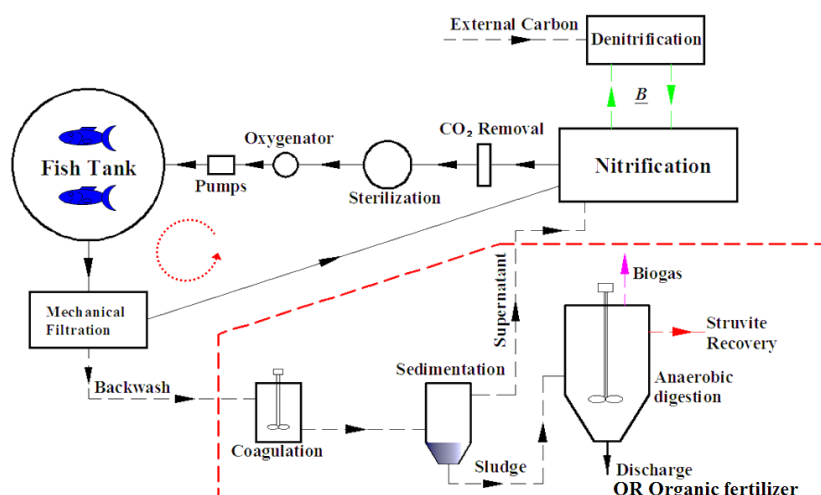 External Carbon
Denitrification
B
CO₂ Removal
Oxygenator
Nitrification
Fish Tank
Pumps
Sterilization
Mechanical
Filtration
Supernatant
Biogas
Struvite
Recovery
Backwash
Sedimentation
Anaerobic
digestion
Coagulation
Sludge
Discharge
OR Organic fertilizer